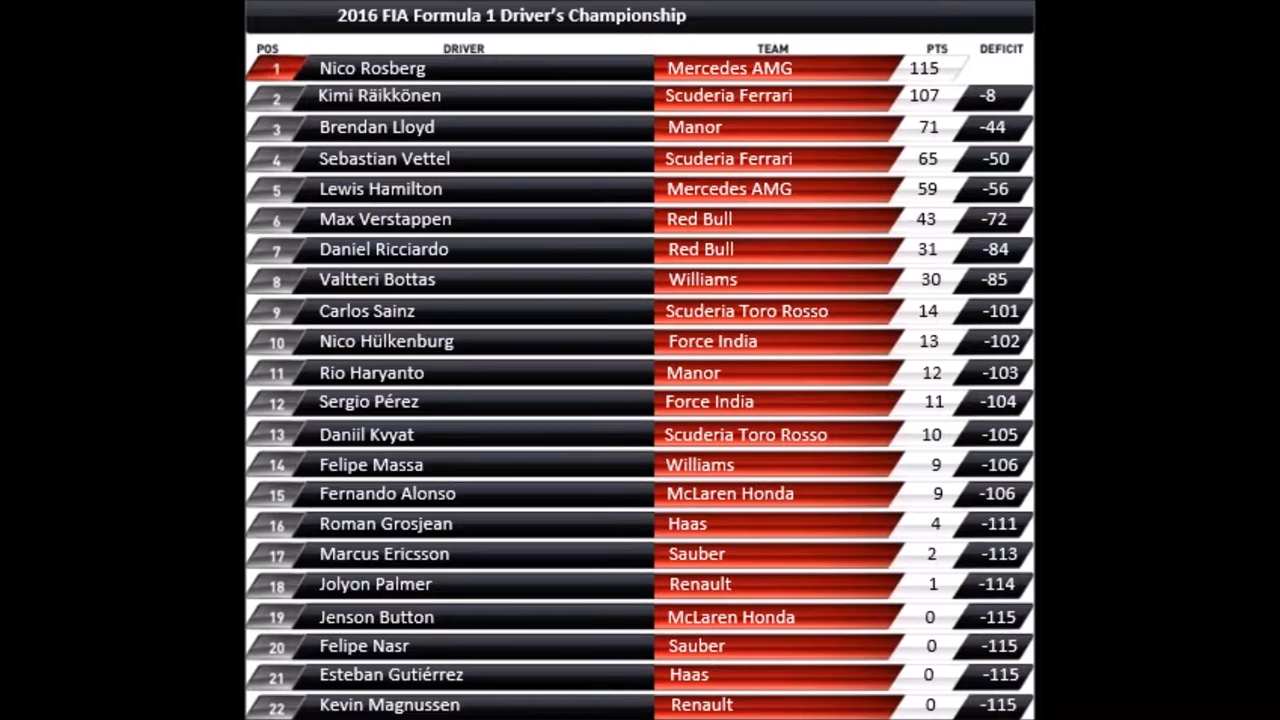 2016 FIA Formula 1 Driver’s Championship
POS DRIVER TEAM PTS DEFICIT
1 Nico Rosberg Mercedes AMG 115
2 Kimi Räikkönen Scuderia Ferrari 107 -8
3 Brendan Lloyd Manor 71 -44
4 Sebastian Vettel Scuderia Ferrari 65 -50
5 Lewis Hamilton Mercedes AMG 59 -56
6 Max Verstappen Red Bull 43 -72
7 Daniel Ricciardo Red Bull 31 -84
8 Valtteri Bottas Williams 30 -85
9 Carlos Sainz Scuderia Toro Rosso 14 -101
10 Nico Hülkenburg Force India 13 -102
11 Rio Haryanto Manor 12 -103
12 Sergio Pérez Force India 11 -104
13 Daniil Kvyat Scuderia Toro Rosso 10 -105
14 Felipe Massa Williams 9 -106
15 Fernando Alonso McLaren Honda 9 -106
16 Roman Grosjean Haas 4 -111
17 Marcus Ericsson Sauber 2 -113
18 Jolyon Palmer Renault 1 -114
19 Jenson Button McLaren Honda 0 -115
20 Felipe Nasr Sauber 0 -115
21 Esteban Gutiérrez Haas 0 -115
22 Kevin Magnussen Renault 0 -115